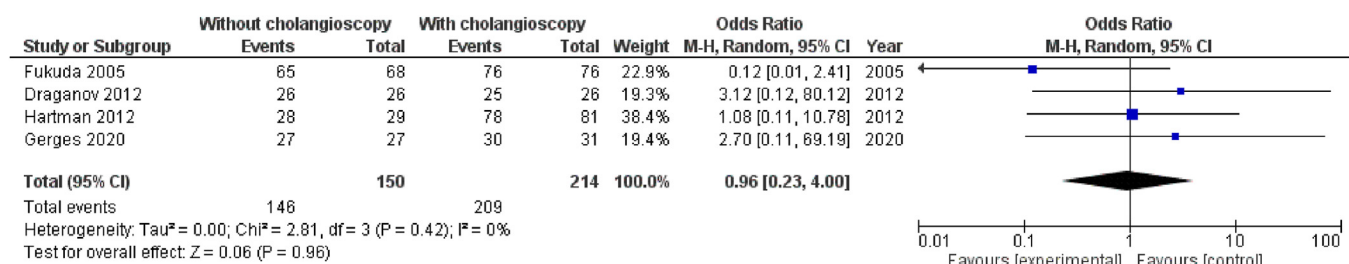 Without cholangioscopy With cholangioscopy Odds Ratio Odds Ratio
Study or Subgroup Events Total Events Total Weight M-H, Random, 95% CI Year M-H, Random, 95% CI
Fukuda 2005 65 68 76 76 22.9% 0.12 [0.01, 2.41] 2005
Draganov 2012 26 26 25 26 19.3% 3.12 [0.12, 80.12] 2012
Hartman 2012 28 29 78 81 38.4% 1.08 [0.11, 10.78] 2012
Gerges 2020 27 27 30 31 19.4% 2.70 [0.11, 69.19] 2020
Total (95% CI) 150 214 100.0% 0.96 [0.23, 4.00]
Total events 146 209
Heterogeneity: Tau² = 0.00; Chi² = 2.81, df = 3 (P = 0.42); I² = 0%
Test for overall effect: Z = 0.06 (P = 0.96)
0.01 0.1 1 10 100
Favours [experimental] Favours [control]